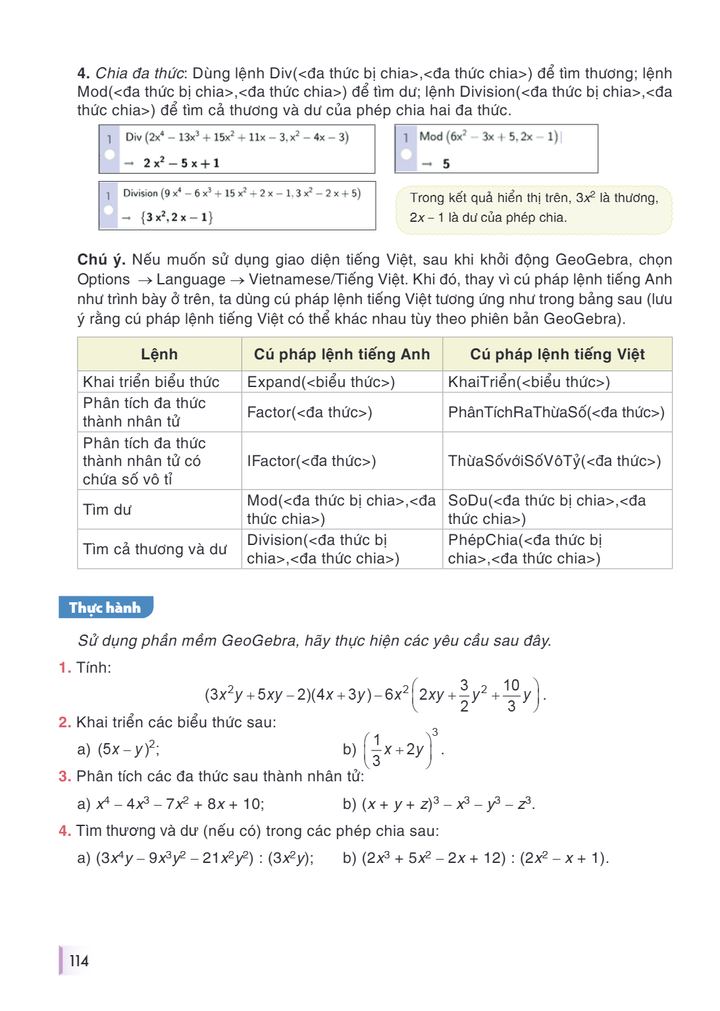 4. Chia đa thức: Dùng lệnh Div(<đa thức bị chia>,<đa thức chia>) để tìm thương; lệnh
Mod(<đa thức bị chia>,<đa thức chia>) để tìm dư; lệnh Division(<đa thức bị chia>,<đa
thức chia>) để tìm cả thương và dư của phép chia hai đa thức.
1 Div (2x⁴ − 13x³ + 15x² + 11x − 3, x² − 4x − 3)
→ 2 x² − 5 x + 1
1 Mod (6x² − 3x + 5, 2x − 1)
→ 5
1 Division (9 x⁴ − 6 x³ + 15 x² + 2 x − 1, 3 x² − 2 x + 5)
→ {3 x², 2 x − 1}
Trong kết quả hiển thị trên, 3x² là thương,
2x − 1 là dư của phép chia.
Chú ý. Nếu muốn sử dụng giao diện tiếng Việt, sau khi khởi động GeoGebra, chọn
Options → Language → Vietnamese/Tiếng Việt. Khi đó, thay vì cú pháp lệnh tiếng Anh
như trình bày ở trên, ta dùng cú pháp lệnh tiếng Việt tương ứng như trong bảng sau (lưu
ý rằng cú pháp lệnh tiếng Việt có thể khác nhau tùy theo phiên bản GeoGebra).
Lệnh Cú pháp lệnh tiếng Anh Cú pháp lệnh tiếng Việt
Khai triển biểu thức Expand(<biểu thức>) KhaiTriển(<biểu thức>)
Phân tích đa thức
thành nhân tử
Factor(<đa thức>) PhânTíchRaThừaSố(<đa thức>)
Phân tích đa thức
thành nhân tử có
chứa số vô tỉ
IFactor(<đa thức>) ThừaSốvớiSốVôTỷ(<đa thức>)
Tìm dư
Mod(<đa thức bị chia>,<đa
thức chia>)
SoDu(<đa thức bị chia>,<đa
thức chia>)
Tìm cả thương và dư
Division(<đa thức bị
chia>,<đa thức chia>)
PhépChia(<đa thức bị
chia>,<đa thức chia>)
Thực hành
Sử dụng phần mềm GeoGebra, hãy thực hiện các yêu cầu sau đây.
1. Tính:
(3x²y + 5xy − 2)(4x + 3y) − 6x² (2xy + 3/2 y² + 10/3 y).
2. Khai triển các biểu thức sau:
a) (5x − y)²; b) (1/3 x + 2y)³.
3. Phân tích các đa thức sau thành nhân tử:
a) x⁴ − 4x³ − 7x² + 8x + 10; b) (x + y + z)³ − x³ − y³ − z³.
4. Tìm thương và dư (nếu có) trong các phép chia sau:
a) (3x⁴y − 9x³y² − 21x²y²) : (3x²y); b) (2x³ + 5x² − 2x + 12) : (2x² − x + 1).
114